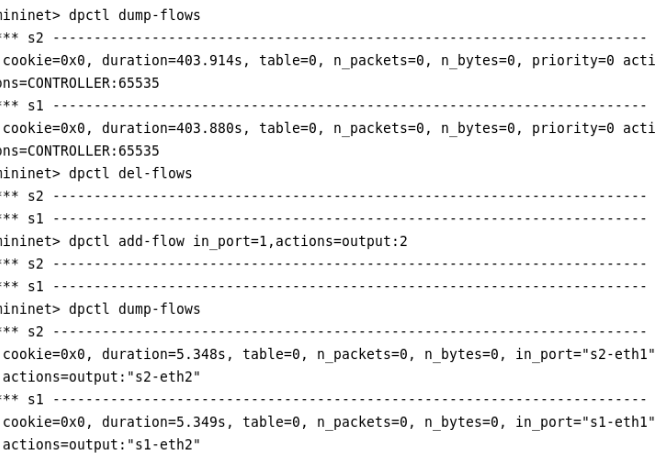 mininet> dpctl dump-flows
*** s2 ------------------------------------------------------------------------
cookie=0x0, duration=403.914s, table=0, n_packets=0, n_bytes=0, priority=0 acti
ons=CONTROLLER:65535
*** s1 ------------------------------------------------------------------------
cookie=0x0, duration=403.880s, table=0, n_packets=0, n_bytes=0, priority=0 acti
ons=CONTROLLER:65535
mininet> dpctl del-flows
*** s2 ------------------------------------------------------------------------
*** s1 ------------------------------------------------------------------------
mininet> dpctl add-flow in_port=1,actions=output:2
*** s2 ------------------------------------------------------------------------
*** s1 ------------------------------------------------------------------------
mininet> dpctl dump-flows
*** s2 ------------------------------------------------------------------------
cookie=0x0, duration=5.348s, table=0, n_packets=0, n_bytes=0, in_port="s2-eth1"
actions=output:"s2-eth2"
*** s1 ------------------------------------------------------------------------
cookie=0x0, duration=5.349s, table=0, n_packets=0, n_bytes=0, in_port="s1-eth1"
actions=output:"s1-eth2"